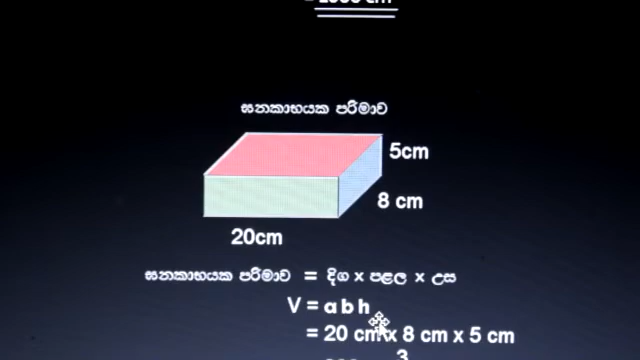 ඝනකාභයක පරිමාව
5cm
8 cm
20cm
ඝනකාභයක පරිමාව = දිග x පළල x උස
V = a b h
= 20 cm x 8 cm x 5 cm